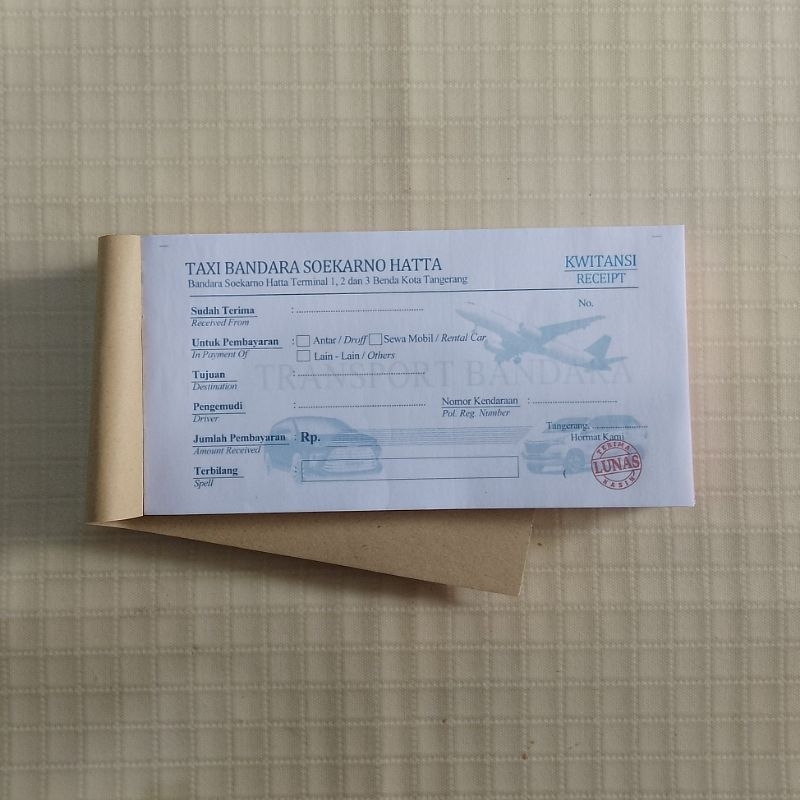 TAXI BANDARA SOEKARNO HATTA
Bandara Soekarno Hatta Terminal 1, 2 dan 3 Benda Kota Tangerang
KWITANSI
RECEIPT
No.
Sudah Terima : ....................................
Received From
Untuk Pembayaran : Antar / Droff Sewa Mobil / Rental Car
In Payment Of
Lain - Lain / Others
TRANSPORT BANDARA
Tujuan : ....................................
Destination
Pengemudi : ....................................
Driver
Nomor Kendaraan : ........................
Pol. Reg. Number
Jumlah Pembayaran : Rp.
Amount Received
Tangerang, ................
Hormat Kami
Terbilang :
Spell
TERIMA
LUNAS
KASIH